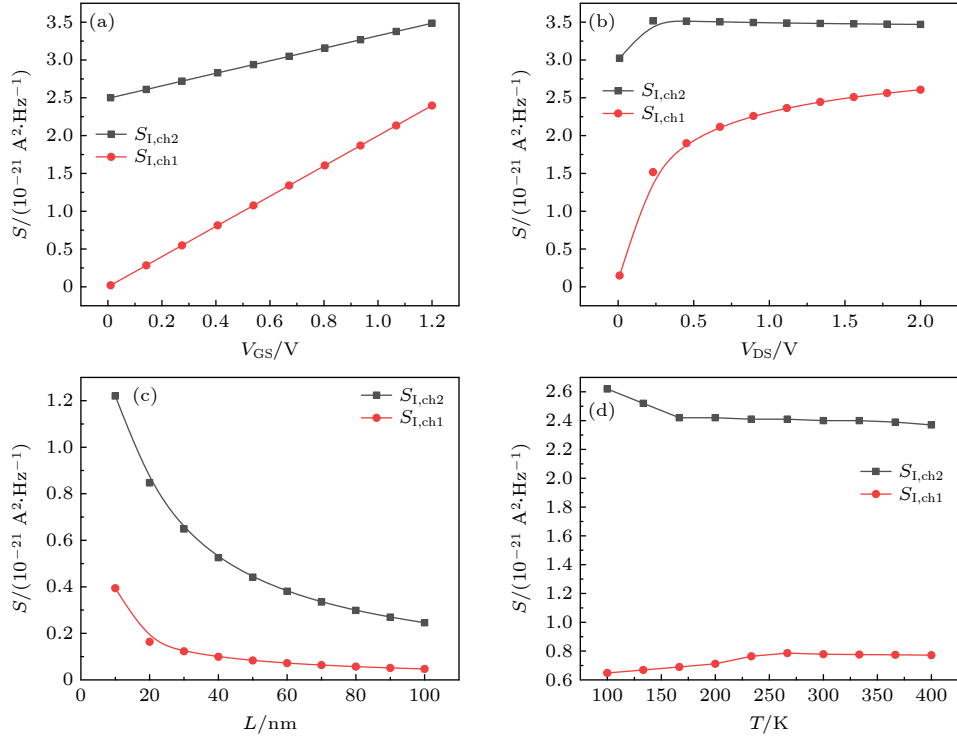 (a)
3.5
3.0
2.5
2.0
1.5
1.0
0.5
0
S/(10⁻²¹ A²·Hz⁻¹)
S_I,ch2
S_I,ch1
0 0.2 0.4 0.6 0.8 1.0 1.2
V_GS/V
(b)
3.5
3.0
2.5
2.0
1.5
1.0
0.5
0
S/(10⁻²¹ A²·Hz⁻¹)
S_I,ch2
S_I,ch1
0 0.5 1.0 1.5 2.0
V_DS/V
(c)
1.2
1.0
0.8
0.6
0.4
0.2
0
S/(10⁻²¹ A²·Hz⁻¹)
S_I,ch2
S_I,ch1
0 20 40 60 80 100
L/nm
(d)
2.6
2.4
2.2
2.0
1.8
1.6
1.4
1.2
1.0
0.8
0.6
S/(10⁻²¹ A²·Hz⁻¹)
S_I,ch2
S_I,ch1
100 150 200 250 300 350 400
T/K